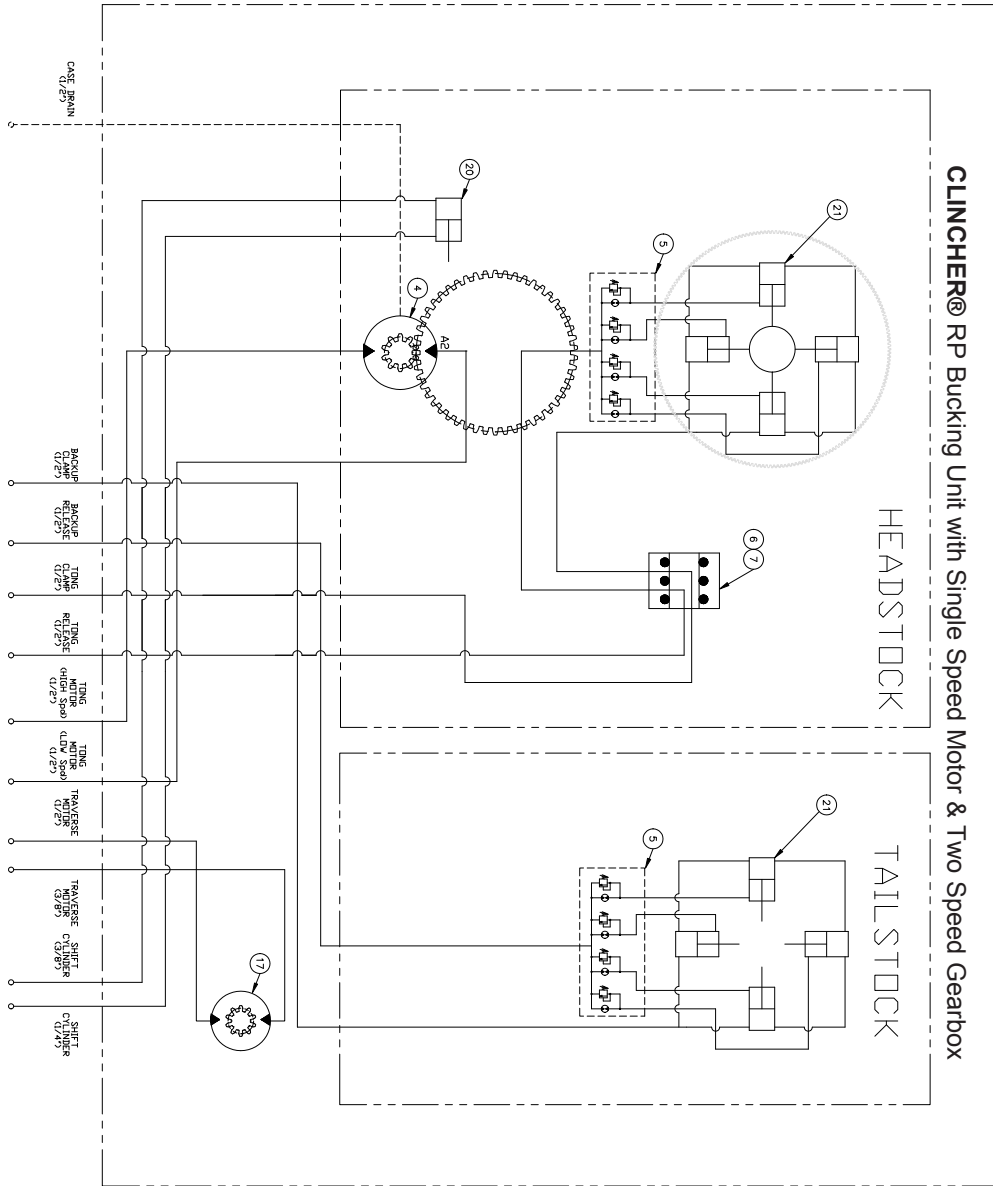 CLINCHER® RP Bucking Unit with Single Speed Motor & Two Speed Gearbox
HEADSTOCK
TAILSTOCK
21
21
5
5
6
7
20
4
A2
17
CASE DRAIN
(1/2")
BACKUP
CLAMP
(1/2")
BACKUP
RELEASE
(1/2")
TONG
CLAMP
(1/2")
TONG
RELEASE
(1/2")
TONG
MOTOR
(HIGH Spd)
(1/2")
TONG
MOTOR
(LOW Spd)
(1/2")
TRAVERSE
MOTOR
(1/2")
TRAVERSE
MOTOR
(3/8")
SHIFT
CYLINDER
(3/8")
SHIFT
CYLINDER
(1/4")